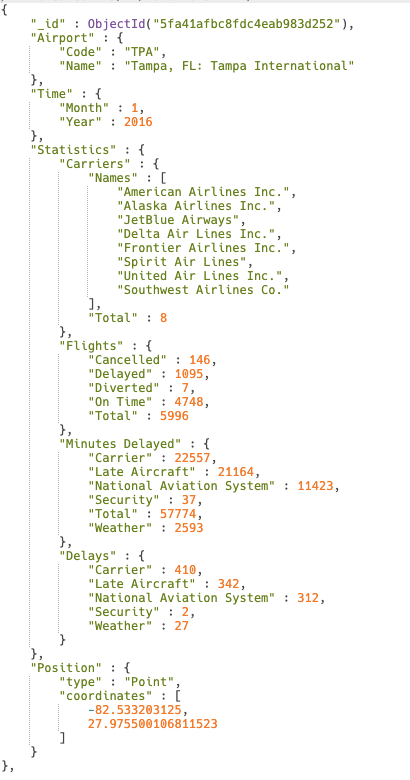 {
"_id" : ObjectId("5fa41afbc8fdc4eab983d252"),
"Airport" : {
"Code" : "TPA",
"Name" : "Tampa, FL: Tampa International"
},
"Time" : {
"Month" : 1,
"Year" : 2016
},
"Statistics" : {
"Carriers" : {
"Names" : [
"American Airlines Inc.",
"Alaska Airlines Inc.",
"JetBlue Airways",
"Delta Air Lines Inc.",
"Frontier Airlines Inc.",
"Spirit Air Lines",
"United Air Lines Inc.",
"Southwest Airlines Co."
],
"Total" : 8
},
"Flights" : {
"Cancelled" : 146,
"Delayed" : 1095,
"Diverted" : 7,
"On Time" : 4748,
"Total" : 5996
},
"Minutes Delayed" : {
"Carrier" : 22557,
"Late Aircraft" : 21164,
"National Aviation System" : 11423,
"Security" : 37,
"Total" : 57774,
"Weather" : 2593
},
"Delays" : {
"Carrier" : 410,
"Late Aircraft" : 342,
"National Aviation System" : 312,
"Security" : 2,
"Weather" : 27
}
},
"Position" : {
"type" : "Point",
"coordinates" : [
-82.533203125,
27.975500106811523
]
}
},